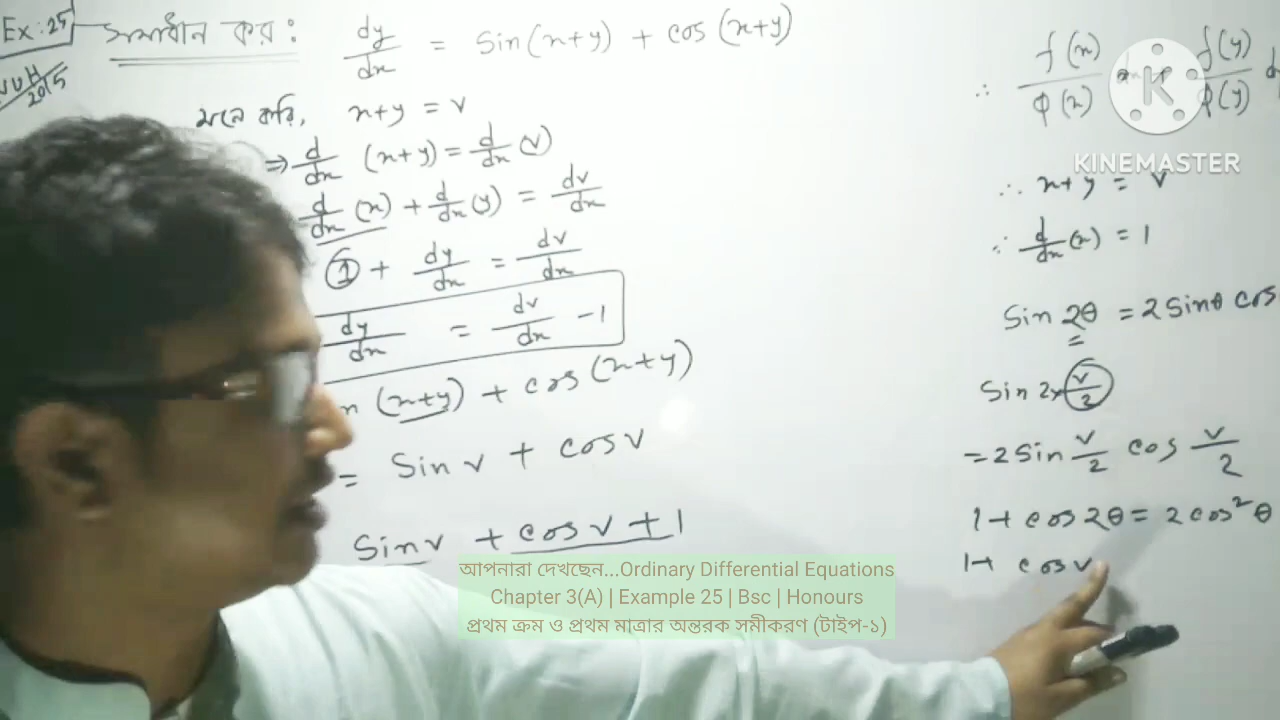 Ex: 25 সমাধান কর: dy/dx = Sin(x+y) + cos(x+y)
NUH 2015
মনে করি, x+y = v
⇒ d/dx (x+y) = d/dx (v)
d/dx (x) + d/dx (y) = dv/dx
1 + dy/dx = dv/dx
dy/dx = dv/dx - 1
(x+y) + cos(x+y)
= Sin v + cos v
Sin v + cos v + 1
∴ f(x)/φ(x) f(y)/φ(y)
KINEMASTER
∴ x+y = v
∴ d/dx (x) = 1
Sin 2θ = 2 Sinθ cos
Sin 2× v/2
= 2 Sin v/2 cos v/2
1 + cos 2θ = 2 cos² θ
1 + cos v
আপনারা দেখছেন...Ordinary Differential Equations
Chapter 3(A) | Example 25 | Bsc | Honours
প্রথম ক্রম ও প্রথম মাত্রার অন্তরক সমীকরণ (টাইপ-১)